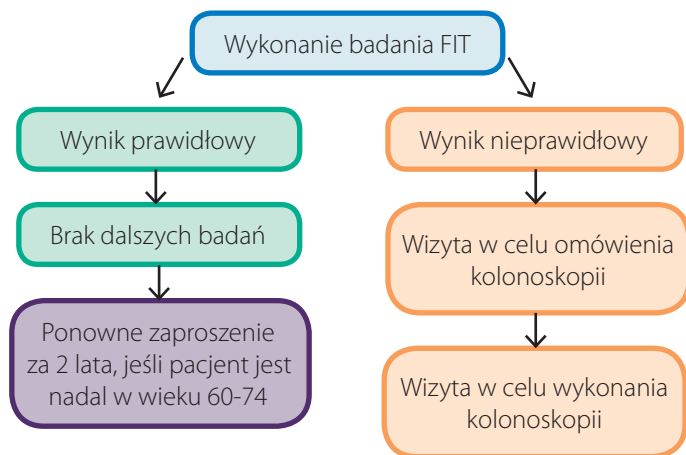 Wykonanie badania FIT
Wynik prawidłowy
Brak dalszych badań
Ponowne zaproszenie
za 2 lata, jeśli pacjent jest
nadal w wieku 60-74
Wynik nieprawidłowy
Wizyta w celu omówienia
kolonoskopii
Wizyta w celu wykonania
kolonoskopii